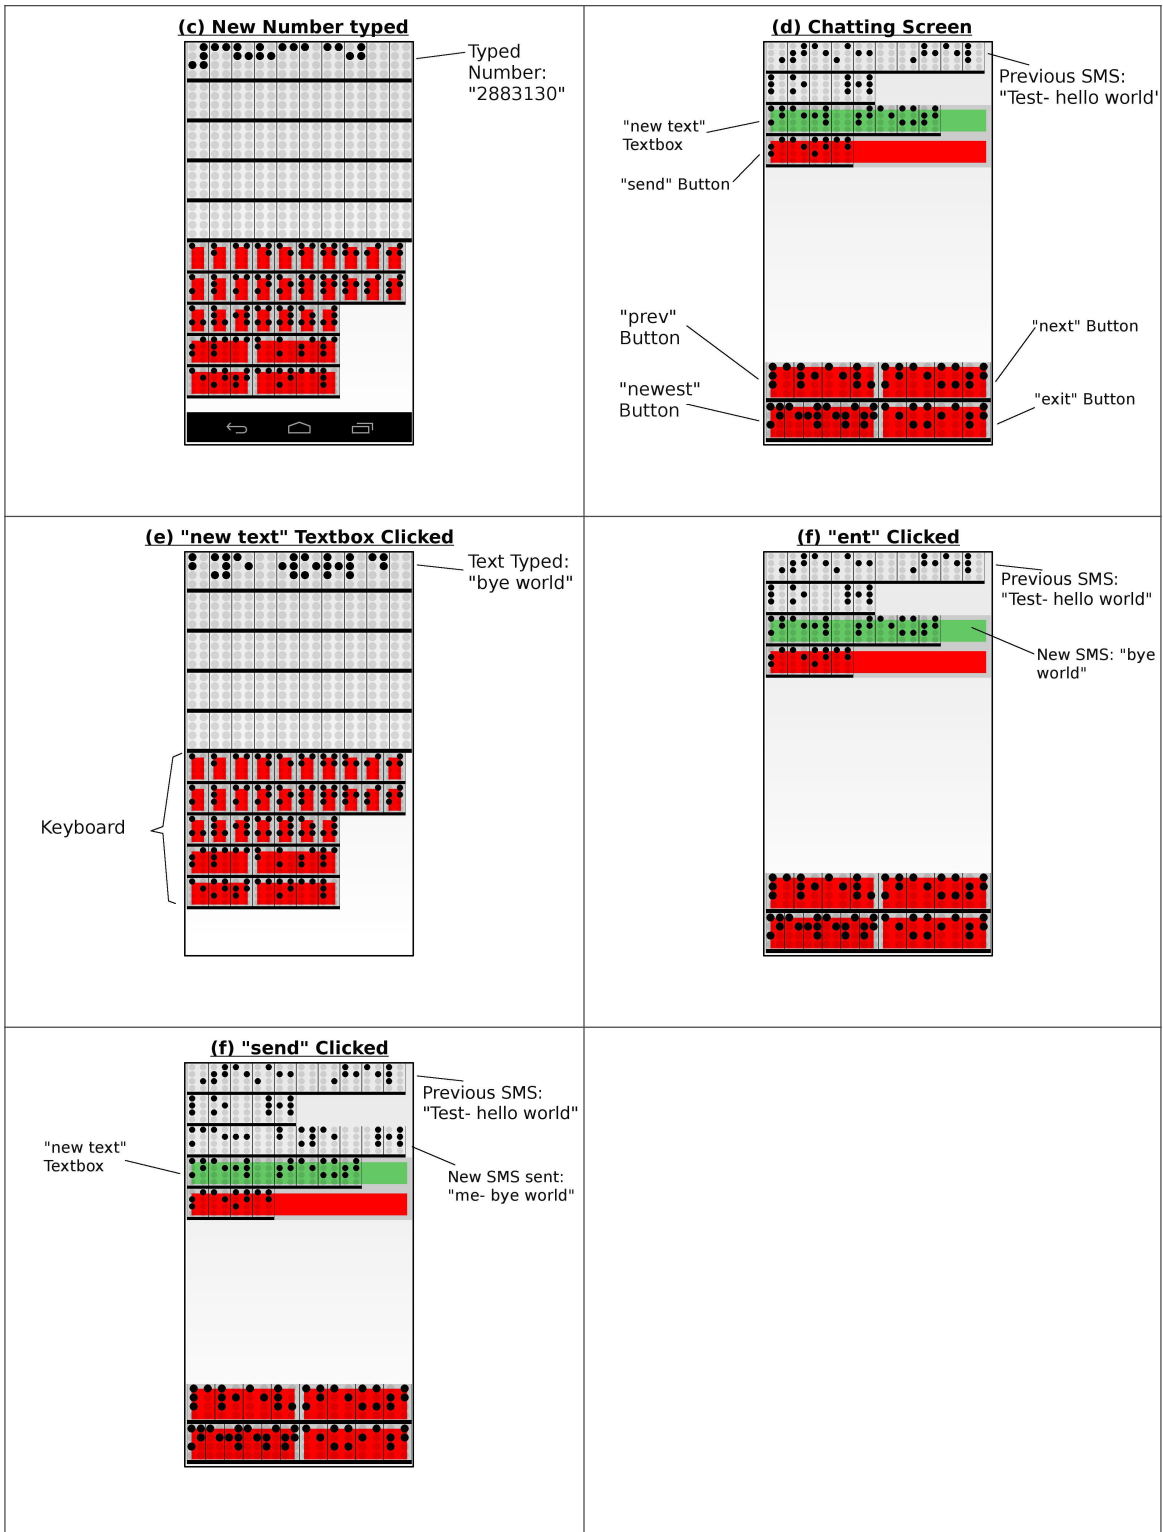 (c) New Number typed
Typed
Number:
"2883130"
(d) Chatting Screen
Previous SMS:
"Test- hello world'
"new text"
Textbox
"send" Button
"prev"
Button
"newest"
Button
"next" Button
"exit" Button
(e) "new text" Textbox Clicked
Text Typed:
"bye world"
Keyboard
(f) "ent" Clicked
Previous SMS:
"Test- hello world"
New SMS: "bye
world"
(f) "send" Clicked
Previous SMS:
"Test- hello world"
"new text"
Textbox
New SMS sent:
"me- bye world"